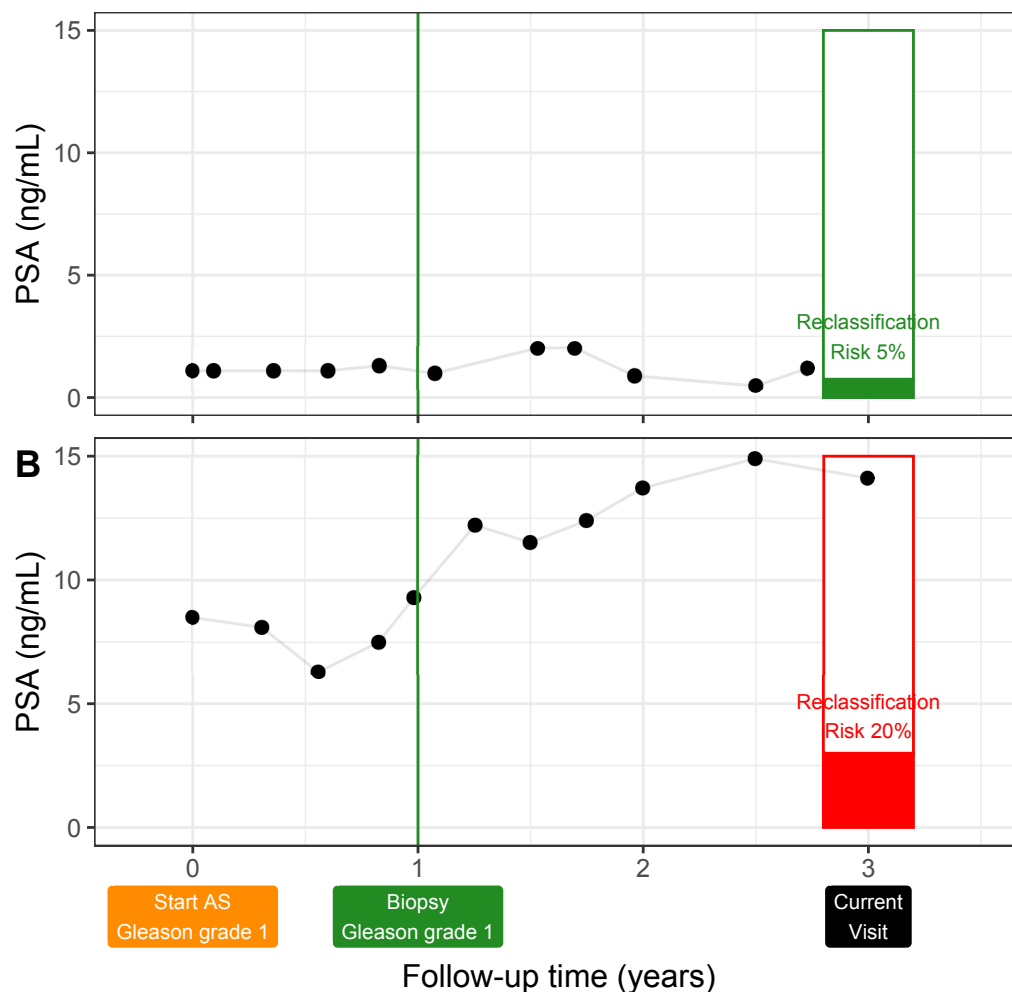 15
10
5
0
PSA (ng/mL)
Reclassification
Risk 5%
B
15
10
5
0
PSA (ng/mL)
Reclassification
Risk 20%
0 1 2 3
Start AS
Gleason grade 1
Biopsy
Gleason grade 1
Current
Visit
Follow-up time (years)